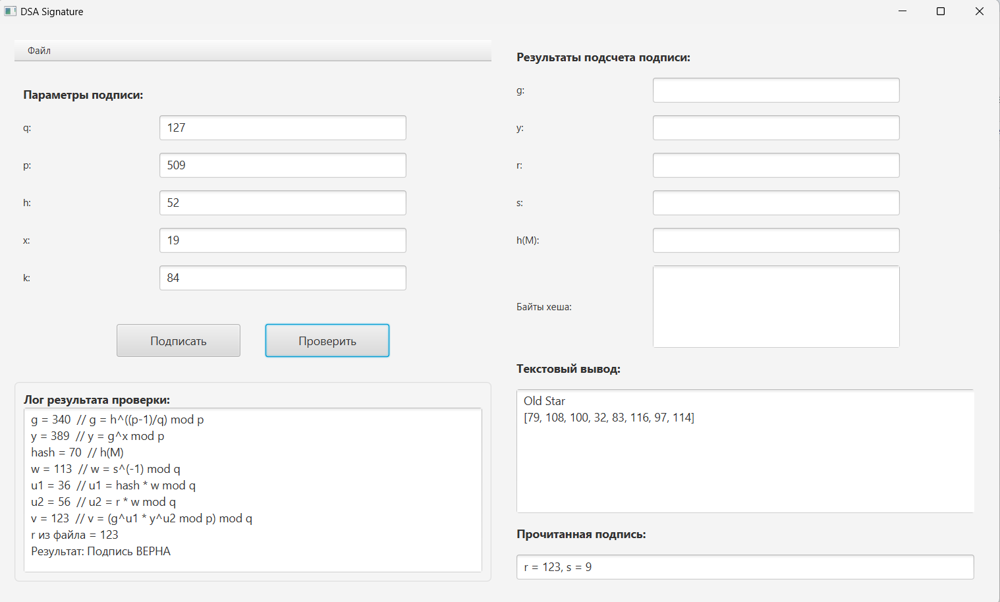 DSA Signature
Файл
Параметры подписи:
q: 127
p: 509
h: 52
x: 19
k: 84
Подписать Проверить
Лог результата проверки:
g = 340 // g = h^((p-1)/q) mod p
y = 389 // y = g^x mod p
hash = 70 // h(M)
w = 113 // w = s^(-1) mod q
u1 = 36 // u1 = hash * w mod q
u2 = 56 // u2 = r * w mod q
v = 123 // v = (g^u1 * y^u2 mod p) mod q
r из файла = 123
Результат: Подпись ВЕРНА
Результаты подсчета подписи:
g:
y:
r:
s:
h(M):
Байты хеша:
Текстовый вывод:
Old Star
[79, 108, 100, 32, 83, 116, 97, 114]
Прочитанная подпись:
r = 123, s = 9